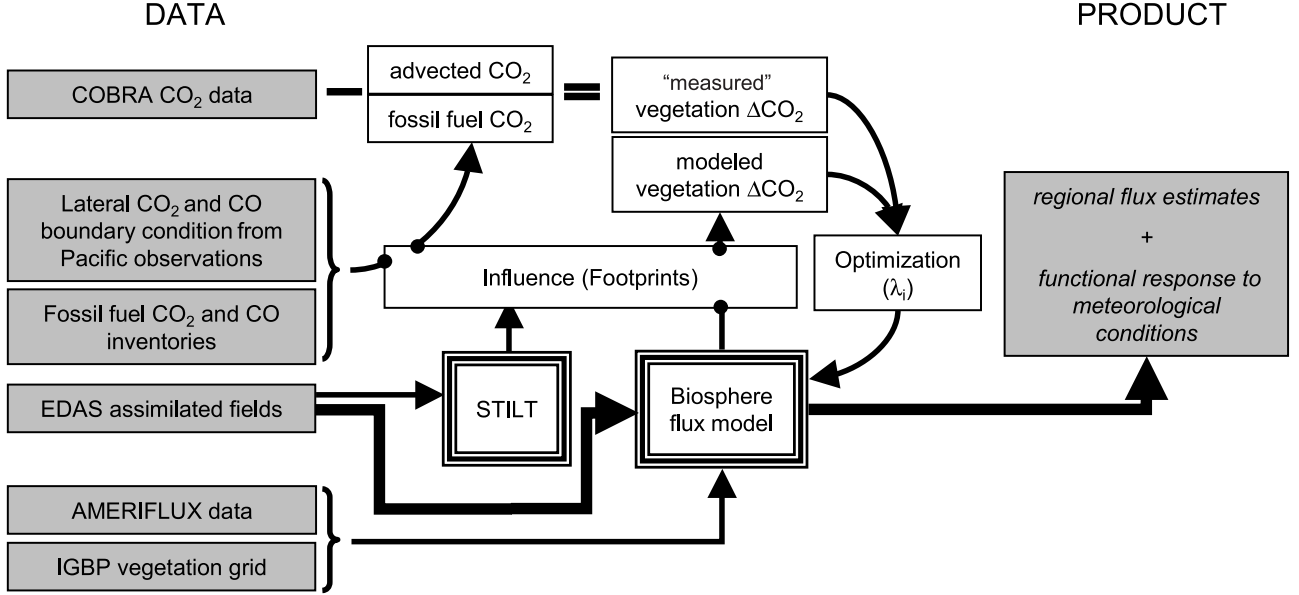 DATA
PRODUCT
COBRA CO₂ data
advected CO₂
fossil fuel CO₂
“measured”
vegetation ΔCO₂
modeled
vegetation ΔCO₂
Lateral CO₂ and CO
boundary condition from
Pacific observations
Fossil fuel CO₂ and CO
inventories
Influence (Footprints)
Optimization
(λᵢ)
regional flux estimates
+
functional response to
meteorological
conditions
EDAS assimilated fields
STILT
Biosphere
flux model
AMERIFLUX data
IGBP vegetation grid